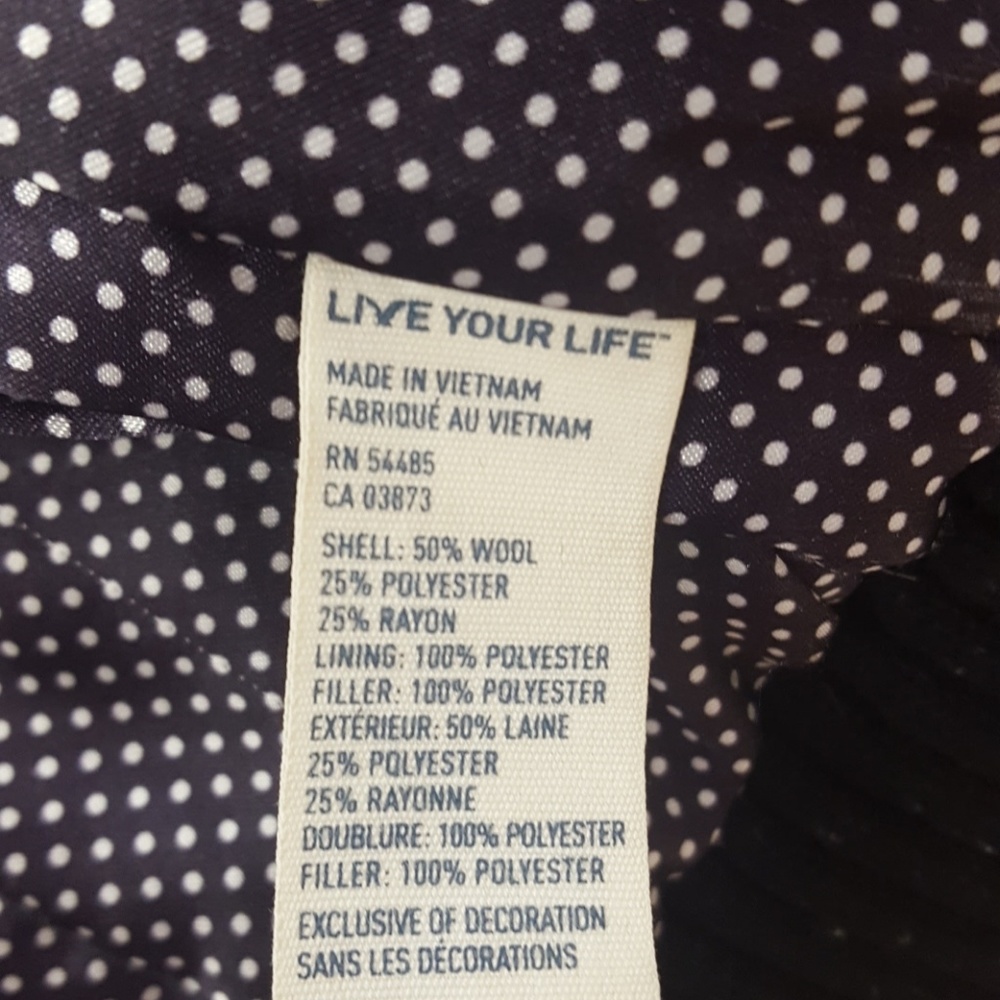 LIVE YOUR LIFE™
MADE IN VIETNAM
FABRIQUÉ AU VIETNAM
RN 54485
CA 03873
SHELL: 50% WOOL
25% POLYESTER
25% RAYON
LINING: 100% POLYESTER
FILLER: 100% POLYESTER
EXTÉRIEUR: 50% LAINE
25% POLYESTER
25% RAYONNE
DOUBLURE: 100% POLYESTER
FILLER: 100% POLYESTER
EXCLUSIVE OF DECORATION
SANS LES DÉCORATIONS